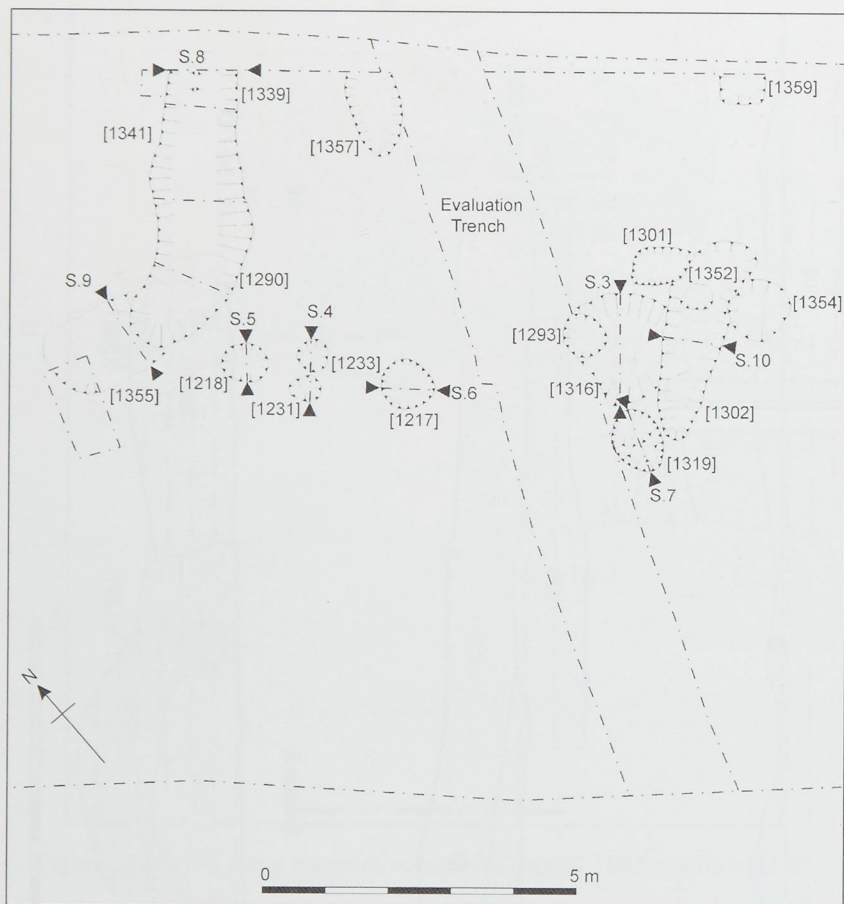 S.8
[1339]
[1359]
[1341]
[1357]
Evaluation
Trench
[1301]
[1352]
S.9
[1290]
S.3
[1354]
S.5
S.4
[1293]
[1233]
S.10
[1218]
[1316]
[1355]
[1231]
S.6
[1217]
[1302]
[1319]
S.7
N
0
5 m